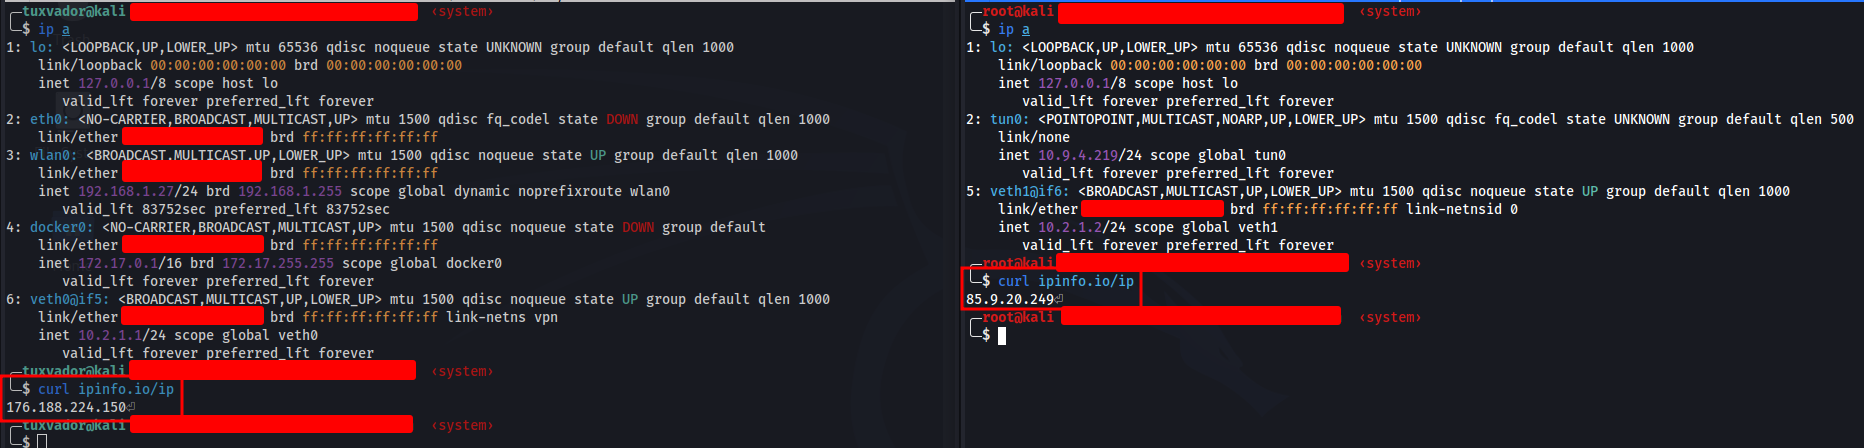 ┌─tuxvador@kali ‹system›
└─$ ip a
1: lo: <LOOPBACK,UP,LOWER_UP> mtu 65536 qdisc noqueue state UNKNOWN group default qlen 1000
link/loopback 00:00:00:00:00:00 brd 00:00:00:00:00:00
inet 127.0.0.1/8 scope host lo
valid_lft forever preferred_lft forever
2: eth0: <NO-CARRIER,BROADCAST,MULTICAST,UP> mtu 1500 qdisc fq_codel state DOWN group default qlen 1000
link/ether brd ff:ff:ff:ff:ff:ff
3: wlan0: <BROADCAST,MULTICAST,UP,LOWER_UP> mtu 1500 qdisc noqueue state UP group default qlen 1000
link/ether brd ff:ff:ff:ff:ff:ff
inet 192.168.1.27/24 brd 192.168.1.255 scope global dynamic noprefixroute wlan0
valid_lft 83752sec preferred_lft 83752sec
4: docker0: <NO-CARRIER,BROADCAST,MULTICAST,UP> mtu 1500 qdisc noqueue state DOWN group default
link/ether brd ff:ff:ff:ff:ff:ff
inet 172.17.0.1/16 brd 172.17.255.255 scope global docker0
valid_lft forever preferred_lft forever
6: veth0@if5: <BROADCAST,MULTICAST,UP,LOWER_UP> mtu 1500 qdisc noqueue state UP group default qlen 1000
link/ether brd ff:ff:ff:ff:ff:ff link-netns vpn
inet 10.2.1.1/24 scope global veth0
valid_lft forever preferred_lft forever
┌─tuxvador@kali ‹system›
└─$ curl ipinfo.io/ip
176.188.224.150⏎
┌─tuxvador@kali ‹system›
└─$
┌─root@kali ‹system›
└─$ ip a
1: lo: <LOOPBACK,UP,LOWER_UP> mtu 65536 qdisc noqueue state UNKNOWN group default qlen 1000
link/loopback 00:00:00:00:00:00 brd 00:00:00:00:00:00
inet 127.0.0.1/8 scope host lo
valid_lft forever preferred_lft forever
2: tun0: <POINTOPOINT,MULTICAST,NOARP,UP,LOWER_UP> mtu 1500 qdisc fq_codel state UNKNOWN group default qlen 500
link/none
inet 10.9.4.219/24 scope global tun0
valid_lft forever preferred_lft forever
5: veth1@if6: <BROADCAST,MULTICAST,UP,LOWER_UP> mtu 1500 qdisc noqueue state UP group default qlen 1000
link/ether brd ff:ff:ff:ff:ff:ff link-netnsid 0
inet 10.2.1.2/24 scope global veth1
valid_lft forever preferred_lft forever
┌─root@kali ‹system›
└─$ curl ipinfo.io/ip
85.9.20.249⏎
┌─root@kali ‹system›
└─$